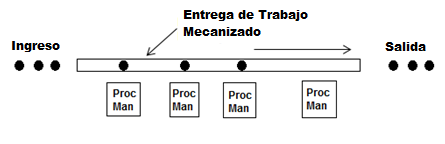 Entrega de Trabajo
Mecanizado
Ingreso
Salida
Proc
Man
Proc
Man
Proc
Man
Proc
Man